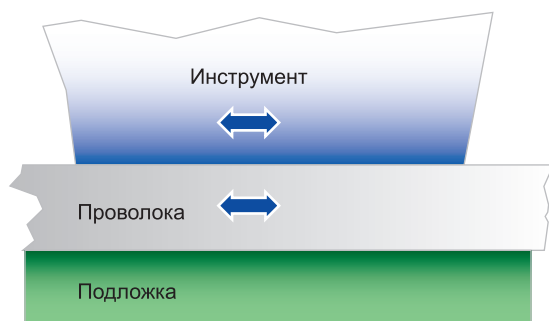 Инструмент
Проволока
Подложка